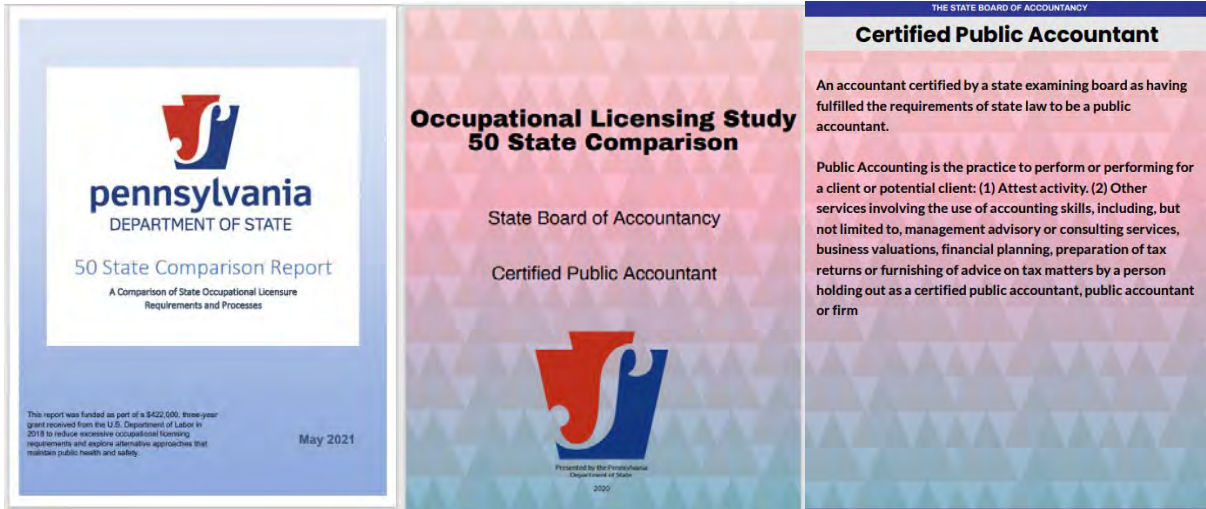 pennsylvania
DEPARTMENT OF STATE
50 State Comparison Report
A Comparison of State Occupational Licensure
Requirements and Processes
This report was funded as part of a $422,000, three-year
grant received from the U.S. Department of Labor in
2018 to reduce excessive occupational licensing
requirements and explore alternative approaches that
maintain public health and safety.
May 2021
Occupational Licensing Study
50 State Comparison
State Board of Accountancy
Certified Public Accountant
Presented by the Pennsylvania
Department of State
2020
THE STATE BOARD OF ACCOUNTANCY
Certified Public Accountant
An accountant certified by a state examining board as having
fulfilled the requirements of state law to be a public
accountant.
Public Accounting is the practice to perform or performing for
a client or potential client: (1) Attest activity. (2) Other
services involving the use of accounting skills, including, but
not limited to, management advisory or consulting services,
business valuations, financial planning, preparation of tax
returns or furnishing of advice on tax matters by a person
holding out as a certified public accountant, public accountant
or firm